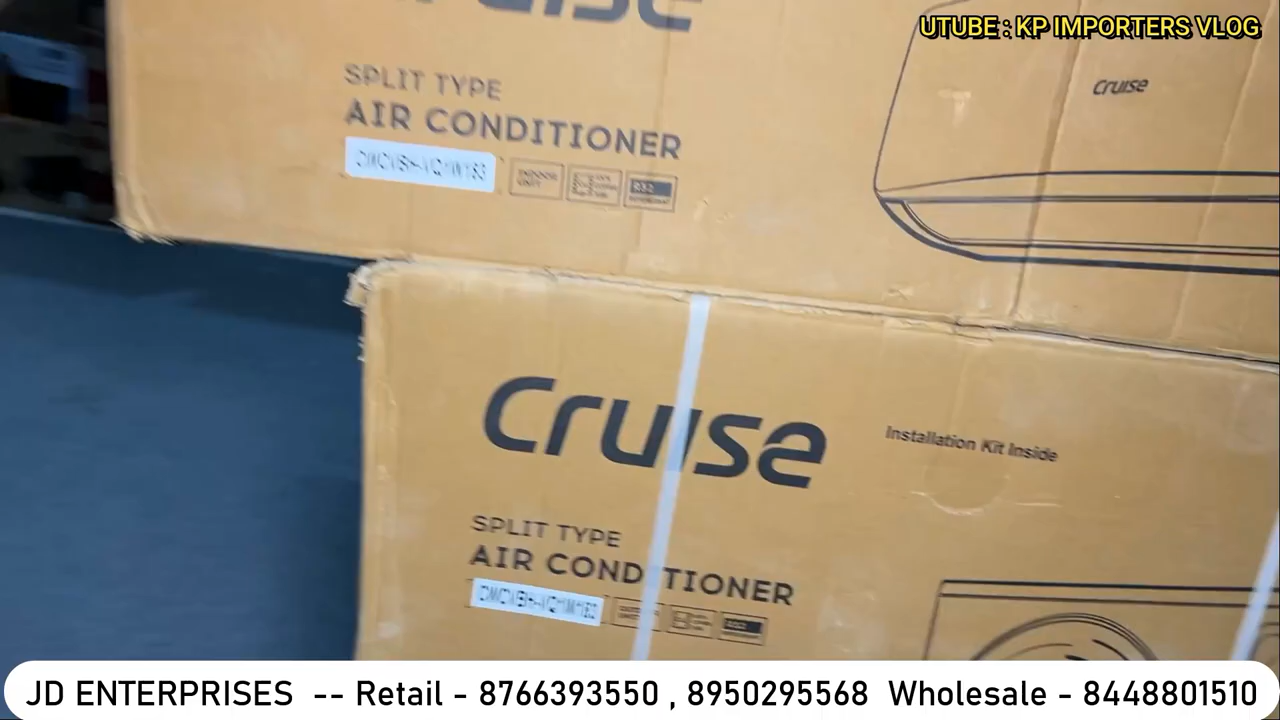 UTUBE : KP IMPORTERS VLOG
Cruise
SPLIT TYPE
AIR CONDITIONER
Cruise
Installation Kit Inside
SPLIT TYPE
AIR CONDITIONER
JD ENTERPRISES -- Retail - 8766393550 , 8950295568 Wholesale - 8448801510